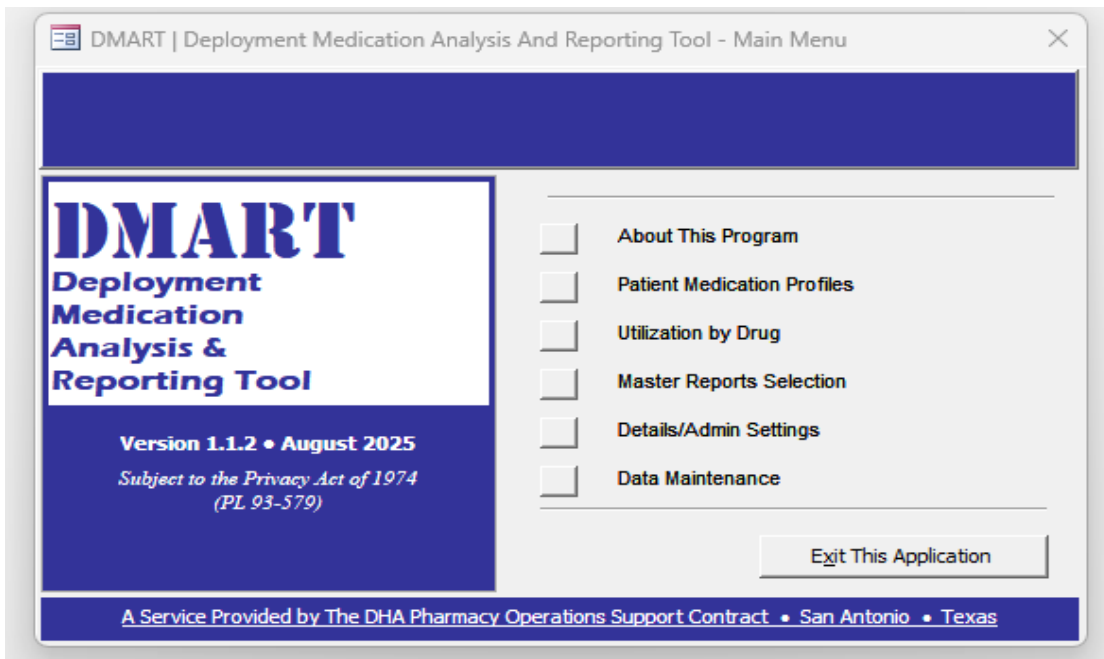 DMART | Deployment Medication Analysis And Reporting Tool - Main Menu
DMART
Deployment
Medication
Analysis &
Reporting Tool
Version 1.1.2 • August 2025
Subject to the Privacy Act of 1974
(PL 93-579)
About This Program
Patient Medication Profiles
Utilization by Drug
Master Reports Selection
Details/Admin Settings
Data Maintenance
Exit This Application
A Service Provided by The DHA Pharmacy Operations Support Contract • San Antonio • Texas